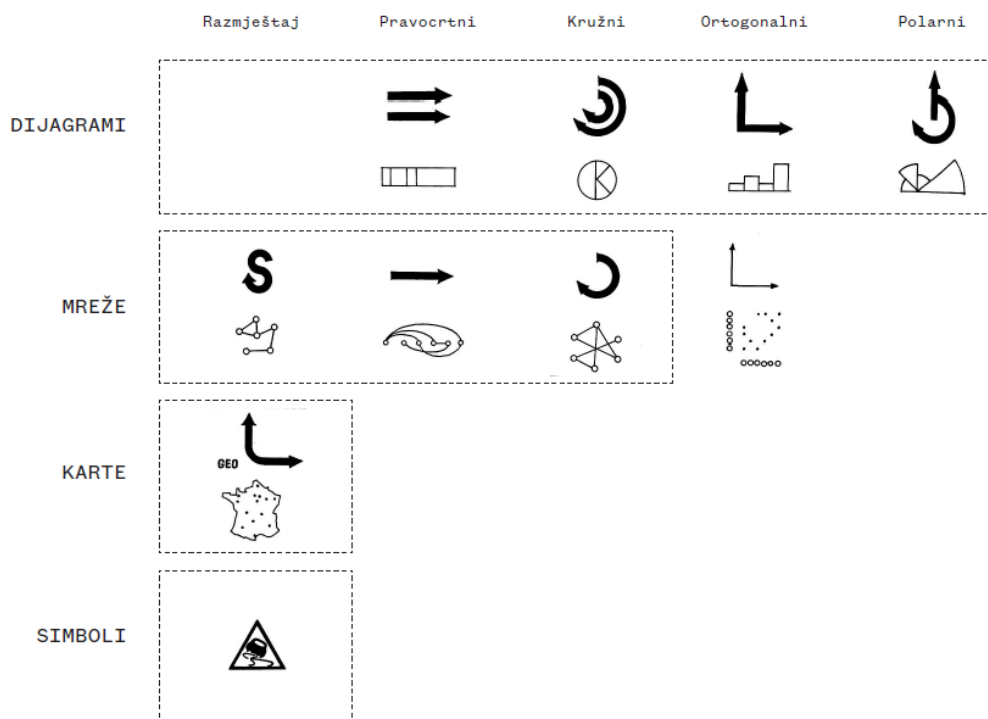 Razmještaj Pravocrtni Kružni Ortogonalni Polarni
DIJAGRAMI
MREŽE
GEO
KARTE
SIMBOLI